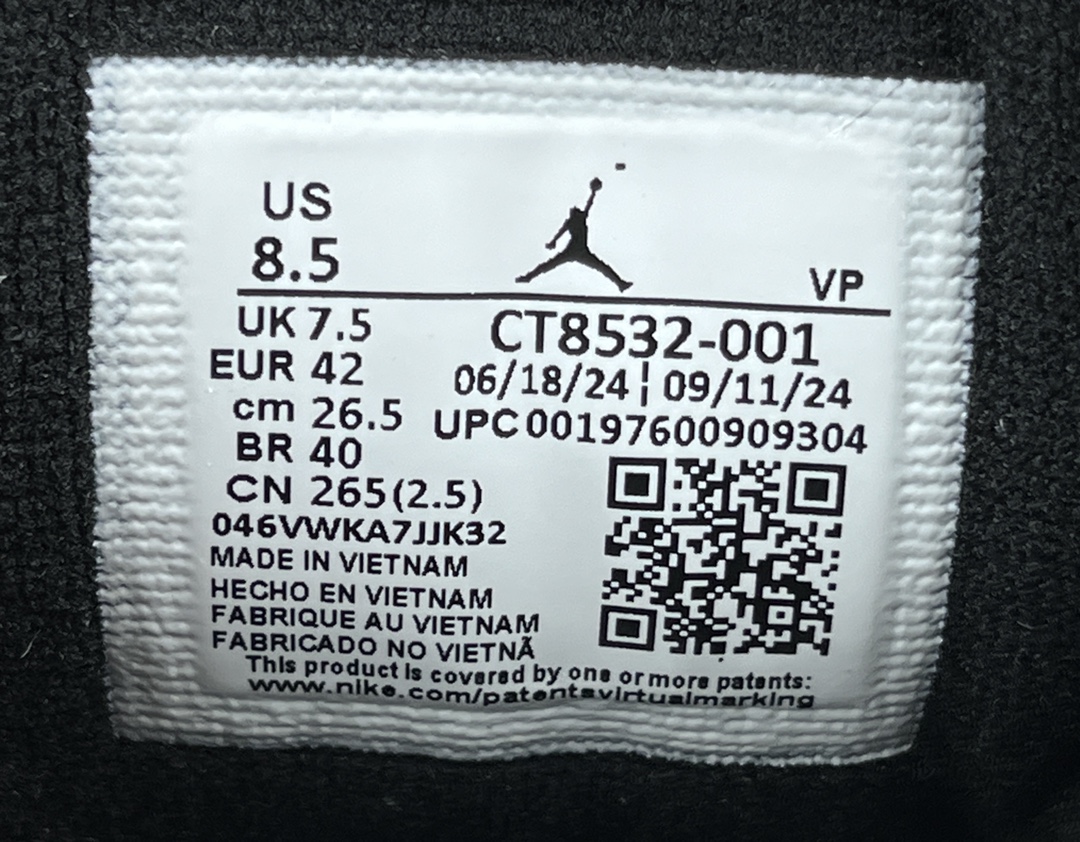 US
8.5
VP
UK 7.5
EUR 42
cm 26.5
BR 40
CN 265(2.5)
CT8532-001
06/18/24 ¦ 09/11/24
UPC00197600909304
046VWKA7JJK32
MADE IN VIETNAM
HECHO EN VIETNAM
FABRIQUE AU VIETNAM
FABRICADO NO VIETNÃ
This product is covered by one or more patents:
www.nike.com/patentsvirtualmarking